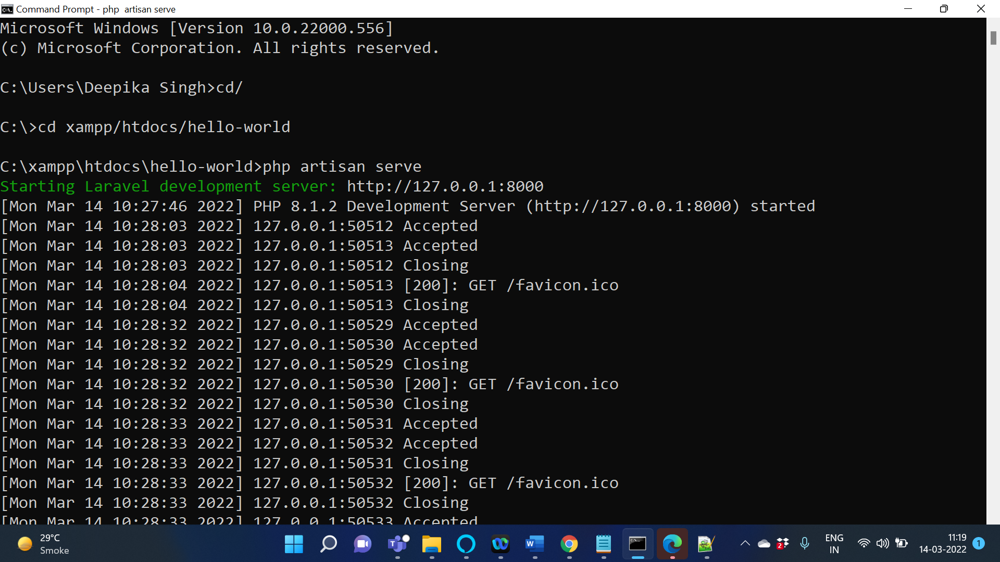 Command Prompt - php  artisan serve
Microsoft Windows [Version 10.0.22000.556]
(c) Microsoft Corporation. All rights reserved.
C:\Users\Deepika Singh>cd/
C:\>cd xampp/htdocs/hello-world
C:\xampp\htdocs\hello-world>php artisan serve
Starting Laravel development server: http://127.0.0.1:8000
[Mon Mar 14 10:27:46 2022] PHP 8.1.2 Development Server (http://127.0.0.1:8000) started
[Mon Mar 14 10:28:03 2022] 127.0.0.1:50512 Accepted
[Mon Mar 14 10:28:03 2022] 127.0.0.1:50513 Accepted
[Mon Mar 14 10:28:03 2022] 127.0.0.1:50512 Closing
[Mon Mar 14 10:28:04 2022] 127.0.0.1:50513 [200]: GET /favicon.ico
[Mon Mar 14 10:28:04 2022] 127.0.0.1:50513 Closing
[Mon Mar 14 10:28:32 2022] 127.0.0.1:50529 Accepted
[Mon Mar 14 10:28:32 2022] 127.0.0.1:50530 Accepted
[Mon Mar 14 10:28:32 2022] 127.0.0.1:50529 Closing
[Mon Mar 14 10:28:32 2022] 127.0.0.1:50530 [200]: GET /favicon.ico
[Mon Mar 14 10:28:32 2022] 127.0.0.1:50530 Closing
[Mon Mar 14 10:28:33 2022] 127.0.0.1:50531 Accepted
[Mon Mar 14 10:28:33 2022] 127.0.0.1:50532 Accepted
[Mon Mar 14 10:28:33 2022] 127.0.0.1:50531 Closing
[Mon Mar 14 10:28:33 2022] 127.0.0.1:50532 [200]: GET /favicon.ico
[Mon Mar 14 10:28:33 2022] 127.0.0.1:50532 Closing
[Mon Mar 14 10:28:33 2022] 127.0.0.1:50533 Accepted
29°C
Smoke
ENG
IN
11:19
14-03-2022
1
2